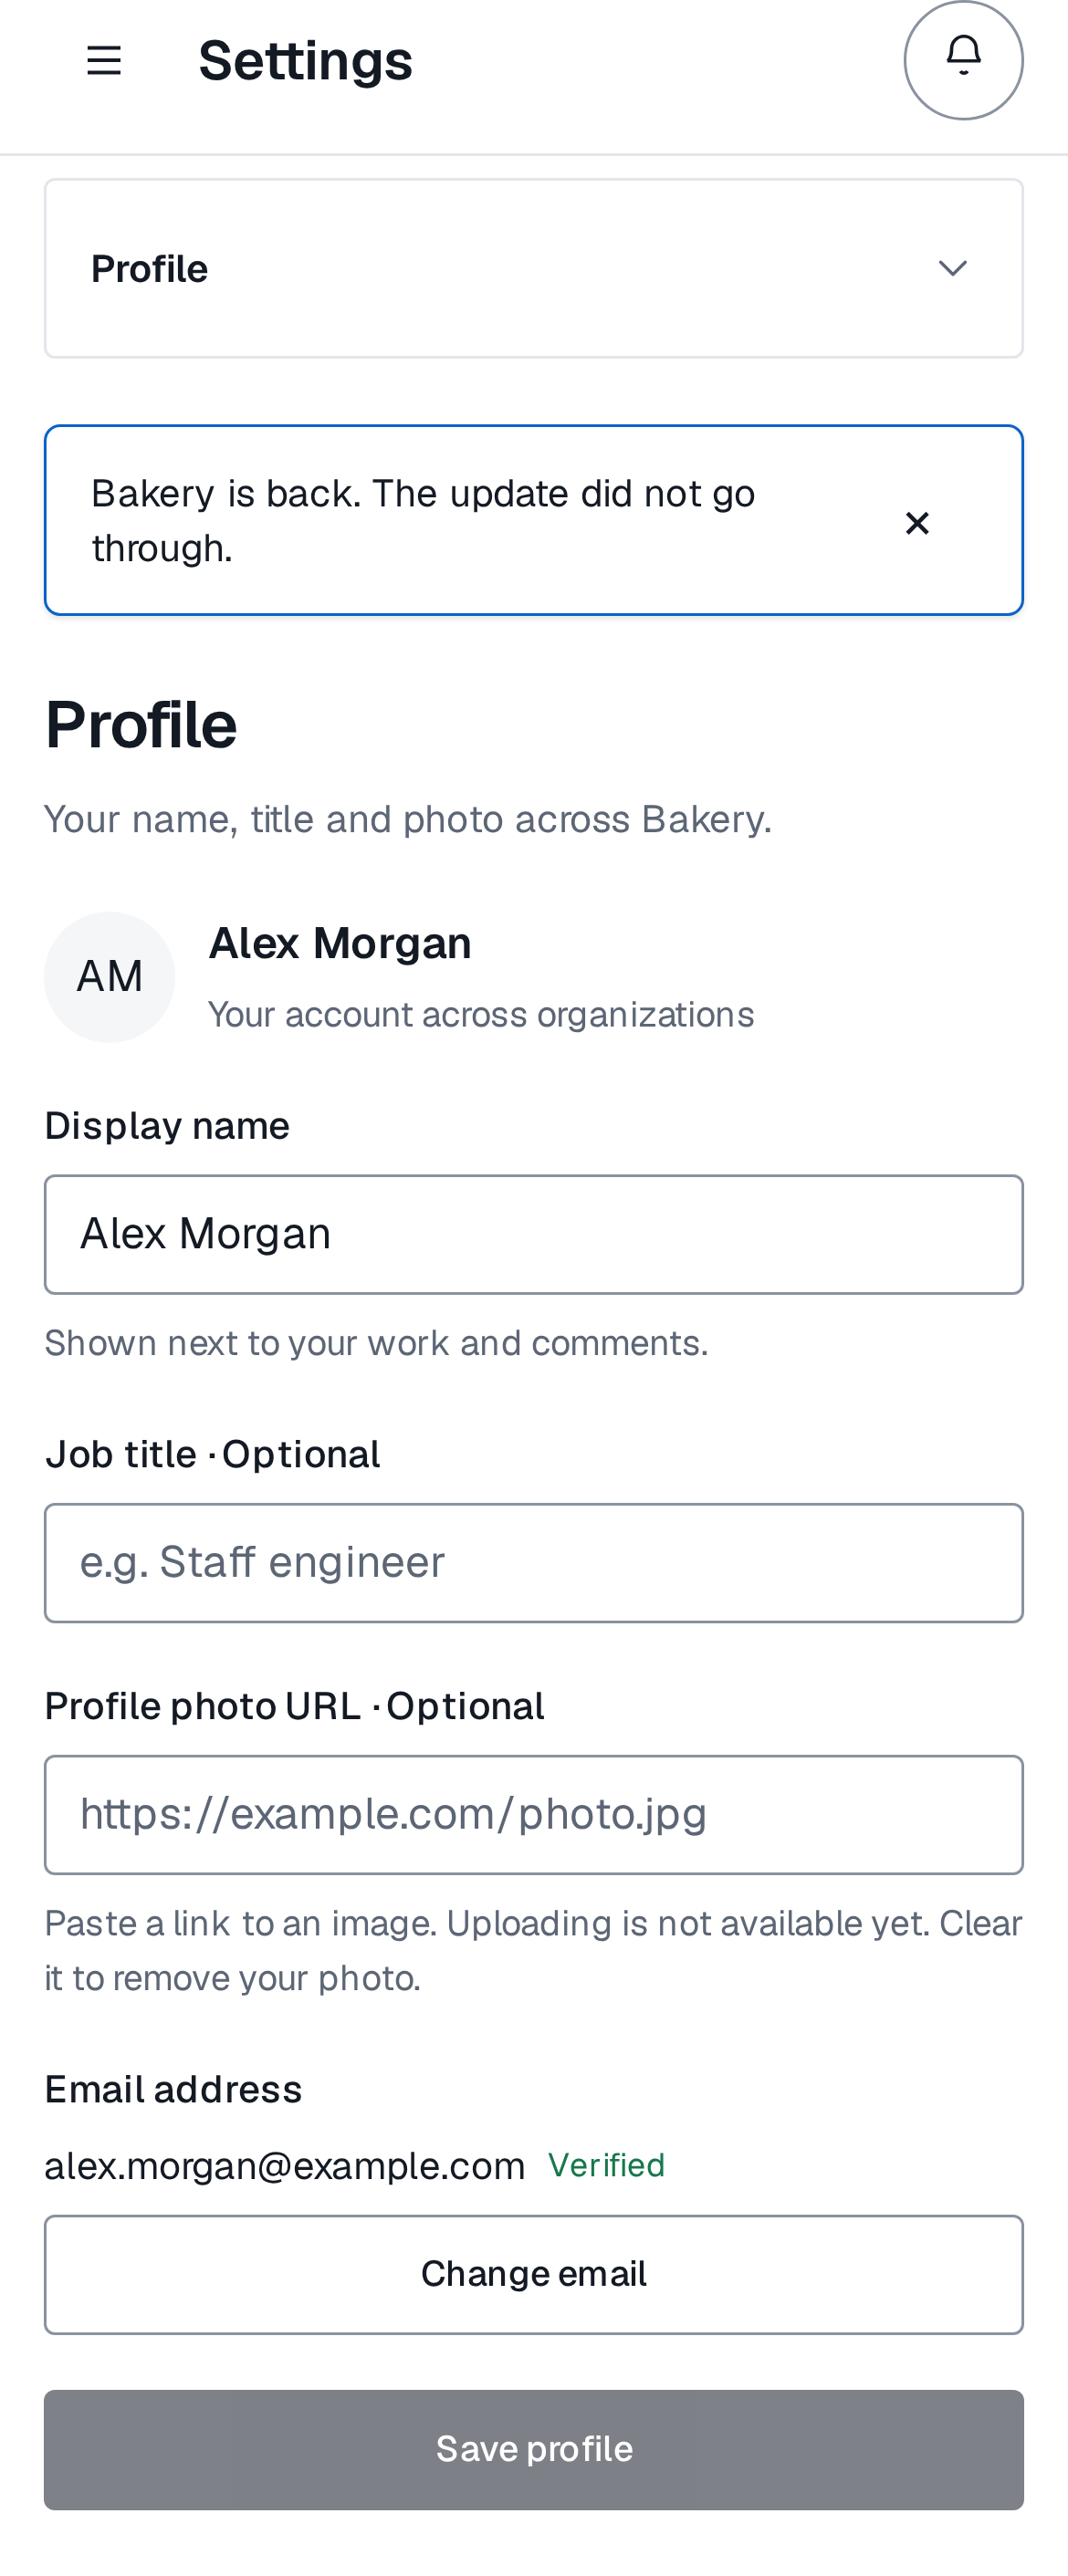 Settings
Profile
Bakery is back. The update did not go
through.
Profile
Your name, title and photo across Bakery.
AM
Alex Morgan
Your account across organizations
Display name
Alex Morgan
Shown next to your work and comments.
Job title · Optional
e.g. Staff engineer
Profile photo URL · Optional
https://example.com/photo.jpg
Paste a link to an image. Uploading is not available yet. Clear
it to remove your photo.
Email address
alex.morgan@example.com Verified
Change email
Save profile